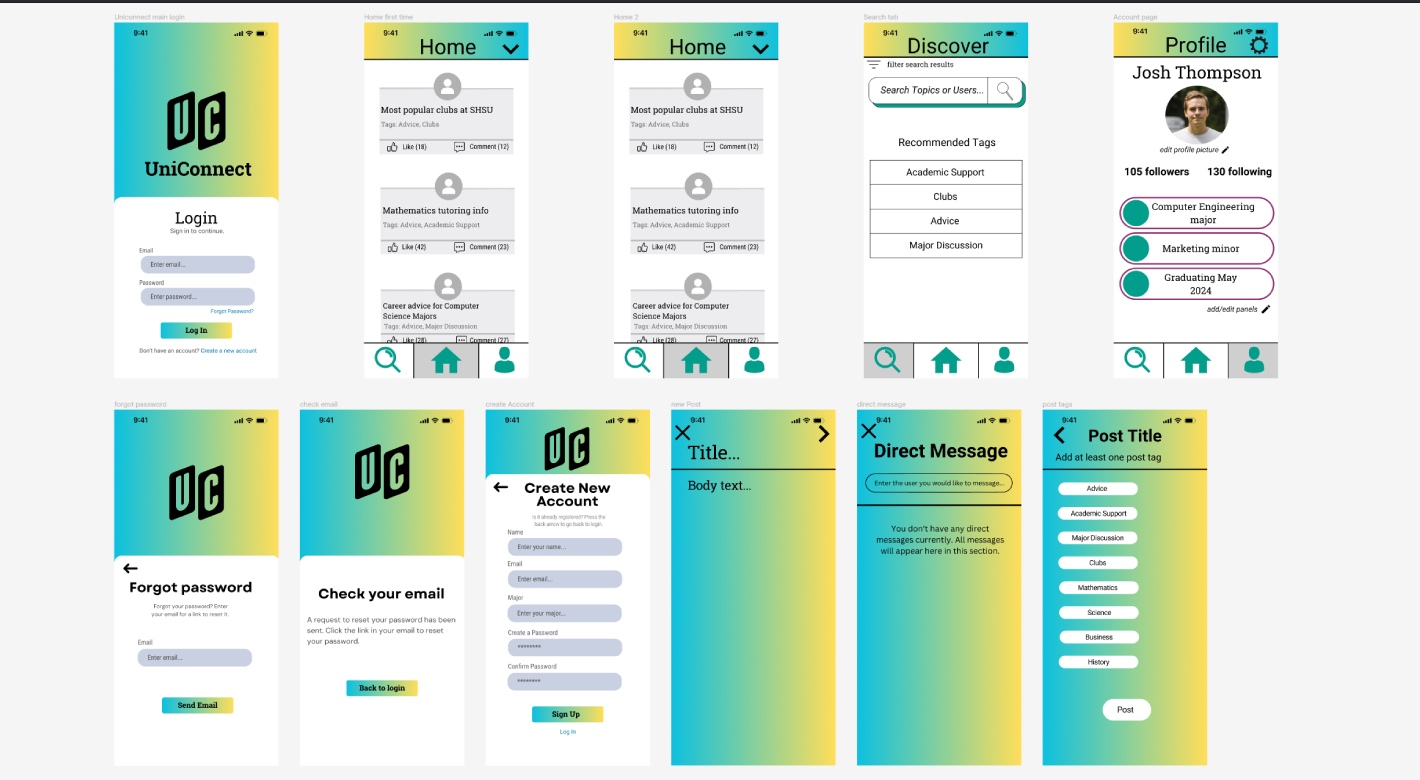 Uniconnect main login
9:41
UC
UniConnect
Login
Sign in to continue.
Email
Enter email...
Password
Enter password...
Forgot Password?
Log In
Don't have an account? Create a new account
Home first time
9:41
Home
Most popular clubs at SHSU
Tags: Advice, Clubs
Like (18) Comment (12)
Mathematics tutoring info
Tags: Advice, Academic Support
Like (42) Comment (23)
Career advice for Computer
Science Majors
Tags: Advice, Major Discussion
Like (28) Comment (27)
Home 2
9:41
Home
Most popular clubs at SHSU
Tags: Advice, Clubs
Like (18) Comment (12)
Mathematics tutoring info
Tags: Advice, Academic Support
Like (42) Comment (23)
Career advice for Computer
Science Majors
Tags: Advice, Major Discussion
Like (28) Comment (27)
Search tab
9:41
Discover
filter search results
Search Topics or Users...
Recommended Tags
Academic Support
Clubs
Advice
Major Discussion
Account page
9:41
Profile
Josh Thompson
edit profile picture
105 followers 130 following
Computer Engineering
major
Marketing minor
Graduating May
2024
add/edit panels
forgot password
9:41
UC
Forgot password
Forgot your password? Enter
your email for a link to reset it.
Email
Enter email...
Send Email
check email
9:41
UC
Check your email
A request to reset your password has been
sent. Click the link in your email to reset
your password.
Back to login
create Account
9:41
UC
Create New
Account
Is it already registered? Press the
back arrow to go back to login.
Name
Enter your name...
Email
Enter email...
Major
Enter your major...
Create a Password
********
Confirm Password
********
Sign Up
Log In
new Post
9:41
Title...
Body text...
direct message
9:41
Direct Message
Enter the user you would like to message...
You don't have any direct
messages currently. All messages
will appear here in this section.
post tags
9:41
Post Title
Add at least one post tag
Advice
Academic Support
Major Discussion
Clubs
Mathematics
Science
Business
History
Post